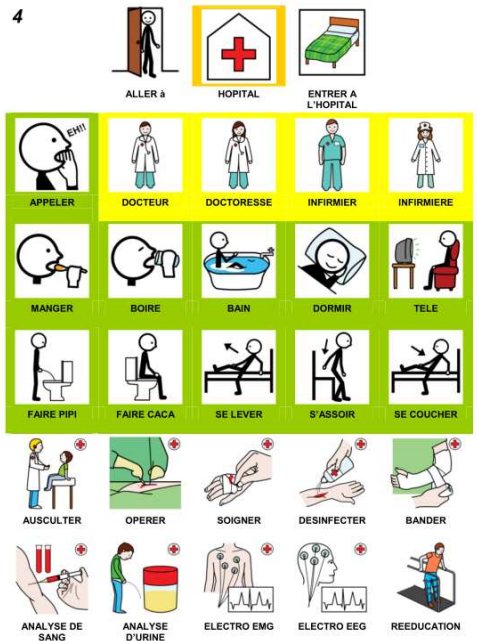 4
ALLER à HOPITAL ENTRER A
L'HOPITAL
EH!!
APPELER DOCTEUR DOCTORESSE INFIRMIER INFIRMIERE
MANGER BOIRE BAIN DORMIR TELE
FAIRE PIPI FAIRE CACA SE LEVER S'ASSOIR SE COUCHER
AUSCULTER OPERER SOIGNER DESINFECTER BANDER
ANALYSE DE ANALYSE ELECTRO EMG ELECTRO EEG REEDUCATION
SANG D'URINE